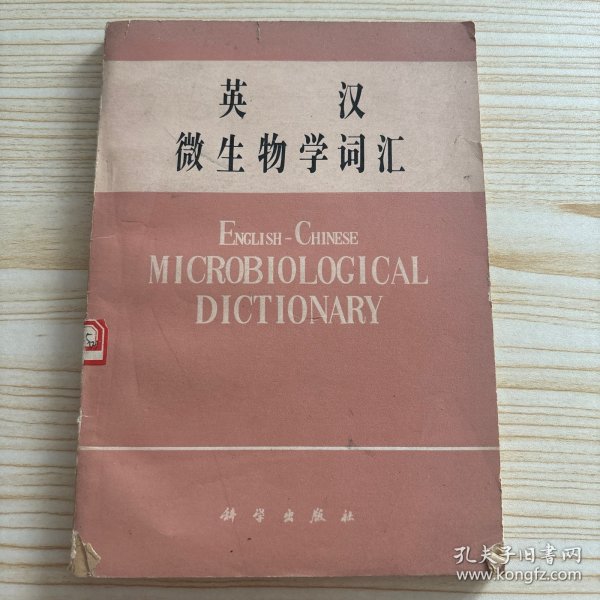 英 汉
微生物学词汇
ENGLISH-CHINESE
MICROBIOLOGICAL
DICTIONARY
科学出版社
孔夫子旧书网
www.kongfz.com